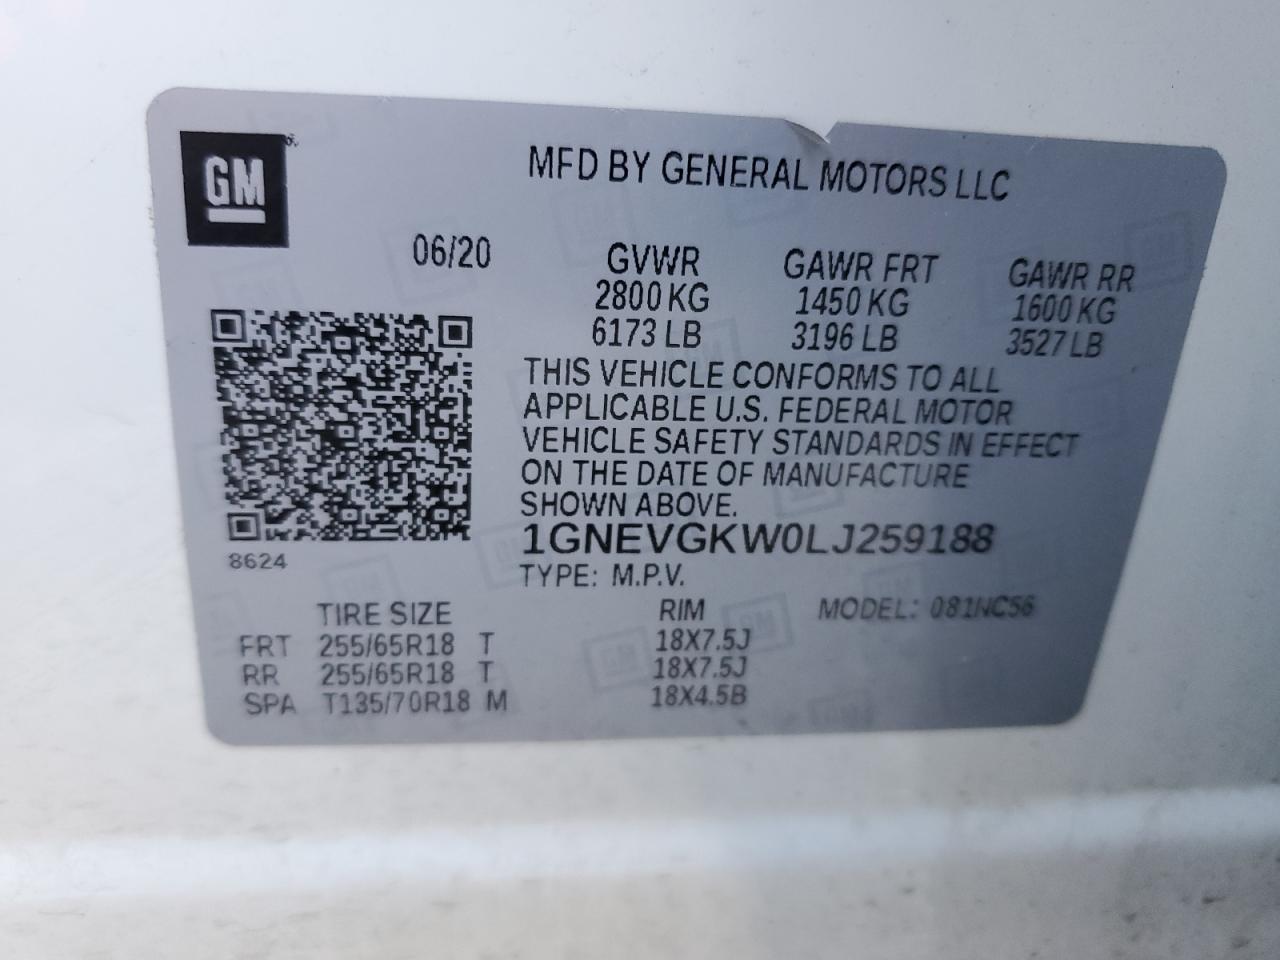 GM
MFD BY GENERAL MOTORS LLC
06/20 GVWR GAWR FRT GAWR RR
2800 KG 1450 KG 1600 KG
6173 LB 3196 LB 3527 LB
THIS VEHICLE CONFORMS TO ALL
APPLICABLE U.S. FEDERAL MOTOR
VEHICLE SAFETY STANDARDS IN EFFECT
ON THE DATE OF MANUFACTURE
SHOWN ABOVE.
1GNEVGKW0LJ259188
8624
TYPE: M.P.V.
TIRE SIZE RIM MODEL: 081NC56
FRT 255/65R18 T 18X7.5J
RR 255/65R18 T 18X7.5J
SPA T135/70R18 M 18X4.5B